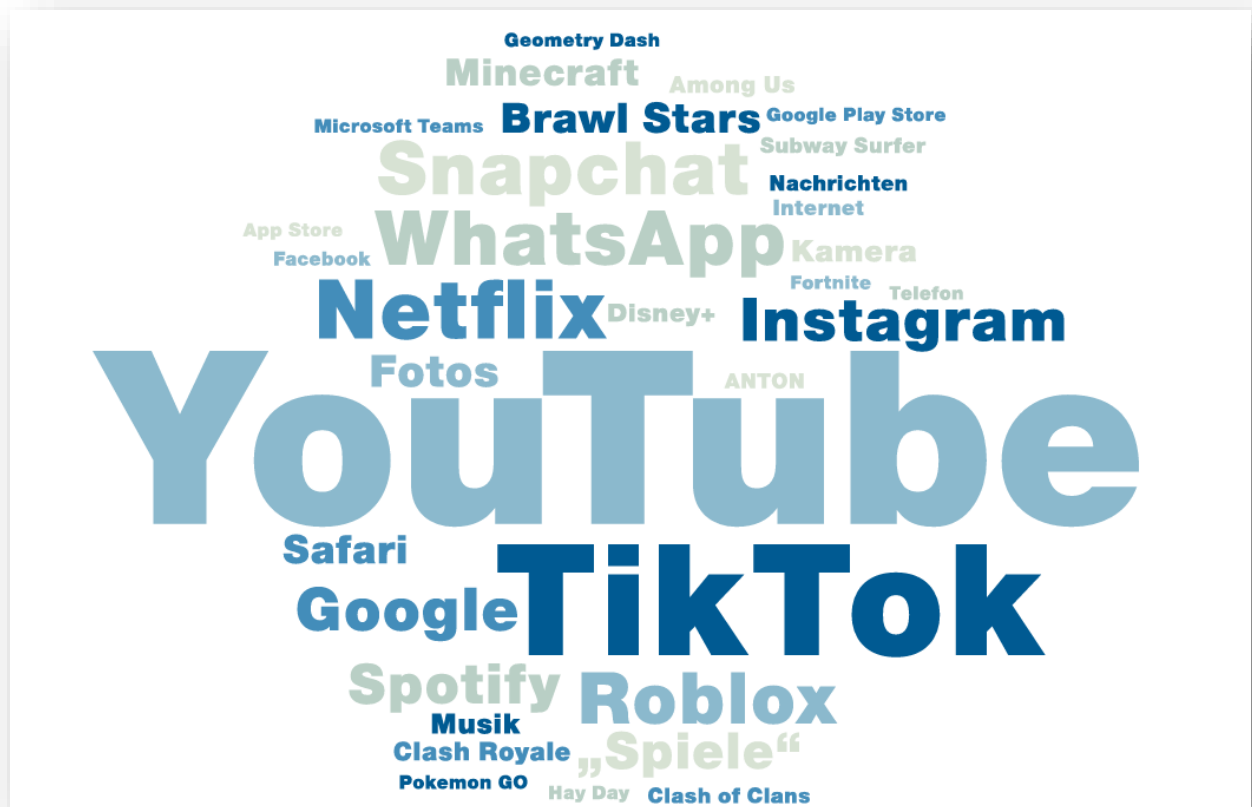 Geometry Dash
Minecraft
Among Us
Microsoft Teams
Brawl Stars
Google Play Store
Snapchat
Subway Surfer
Nachrichten
Internet
App Store
Facebook
WhatsApp
Kamera
Netflix
Disney+
Fortnite
Telefon
Instagram
Fotos
ANTON
YouTube
Safari
TikTok
Google
Spotify
Roblox
Musik
Clash Royale
„Spiele“
Pokemon GO
Hay Day
Clash of Clans